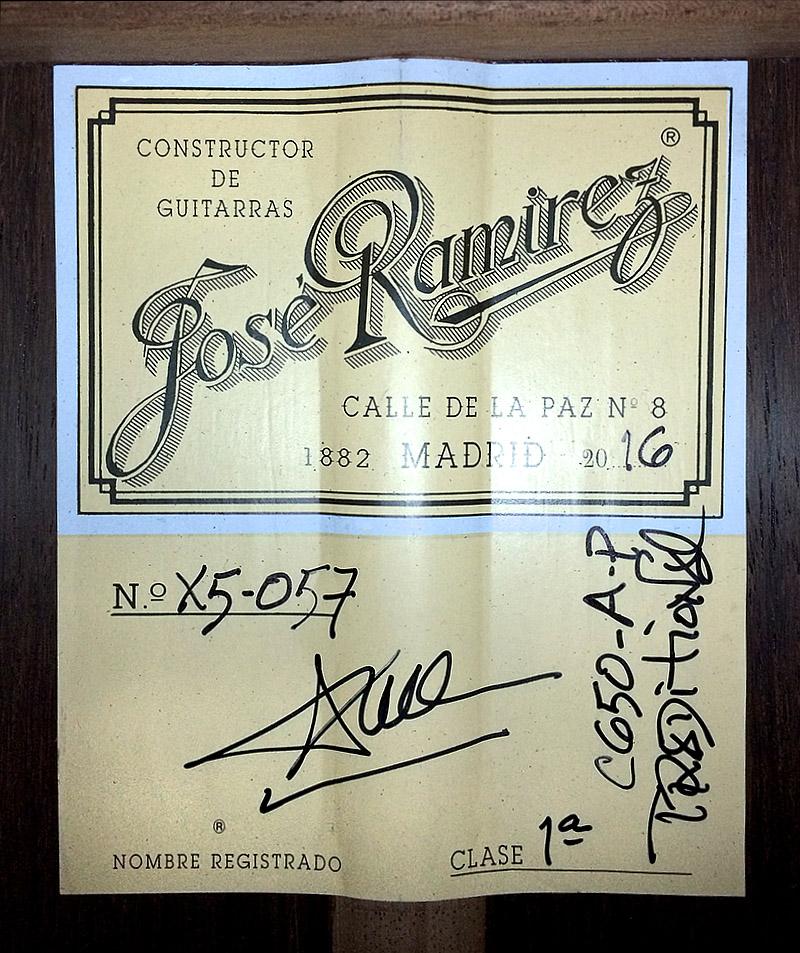 CONSTRUCTOR
DE
GUITARRAS
®
José Ramirez
CALLE DE LA PAZ Nº 8
1882 MADRID 2016
N.º X5-057
C650-A-P
TRADITIONAL
®
NOMBRE REGISTRADO
CLASE 1ª